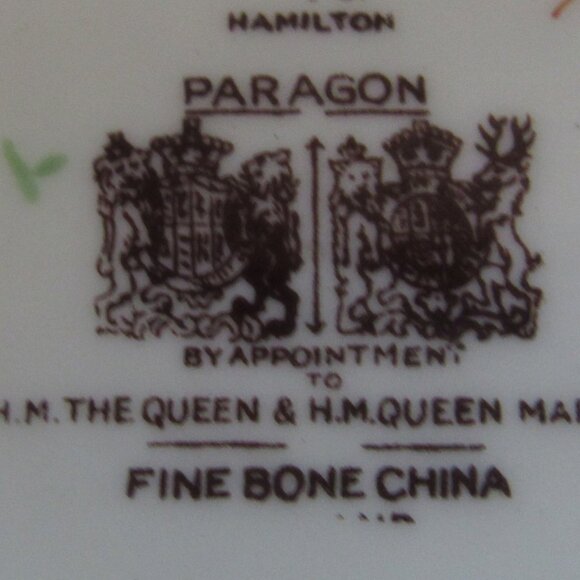 HAMILTON
PARAGON
BY APPOINTMENT
TO
H.M. THE QUEEN & H.M. QUEEN
FINE BONE CHINA